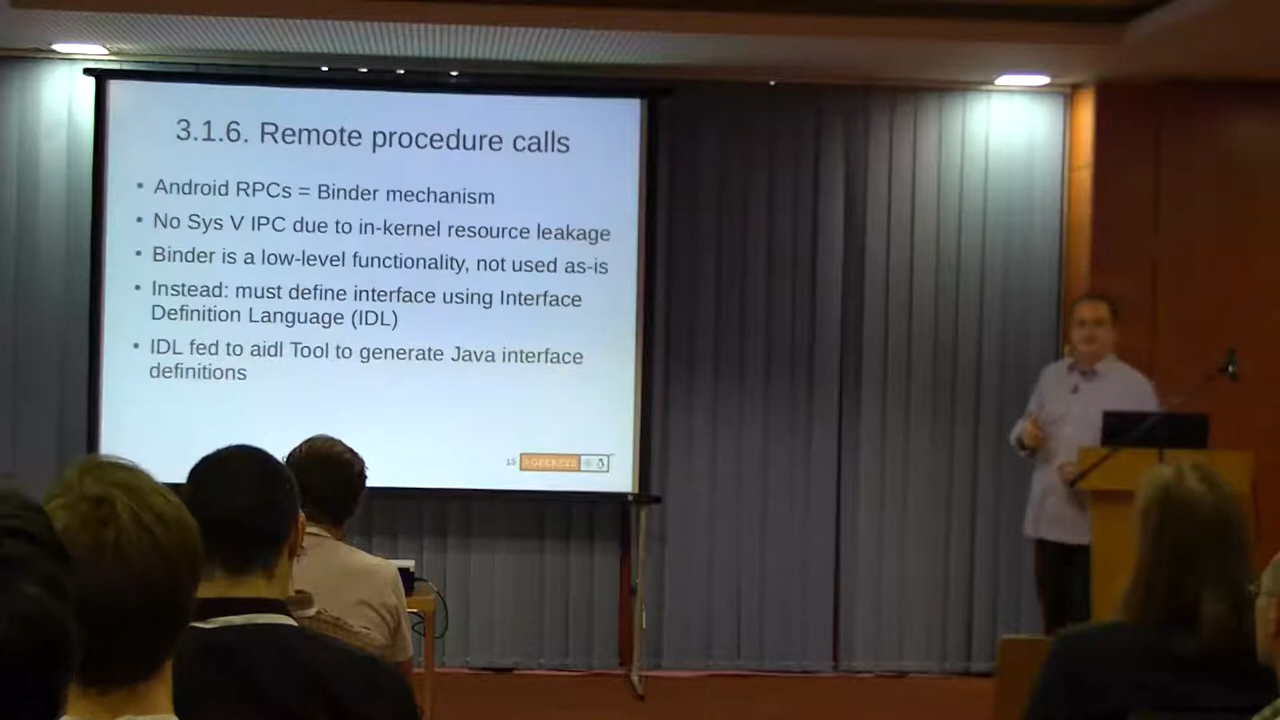 3.1.6. Remote procedure calls
• Android RPCs = Binder mechanism
• No Sys V IPC due to in-kernel resource leakage
• Binder is a low-level functionality, not used as-is
• Instead: must define interface using Interface
Definition Language (IDL)
• IDL fed to aidl Tool to generate Java interface
definitions
15
OPERSYS